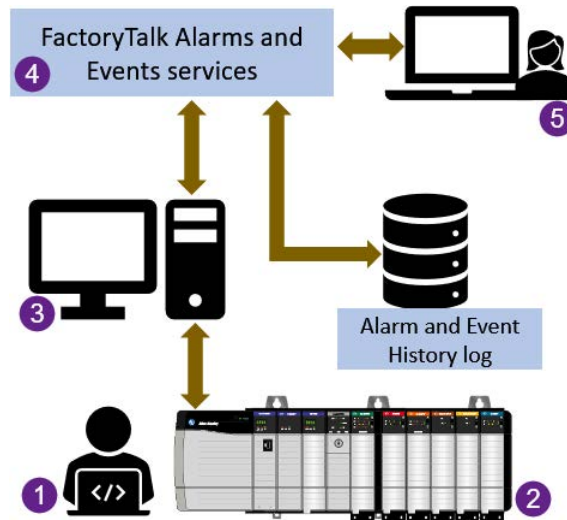 FactoryTalk Alarms and
Events services
4
5
3
Alarm and Event
History log
1
</>
2